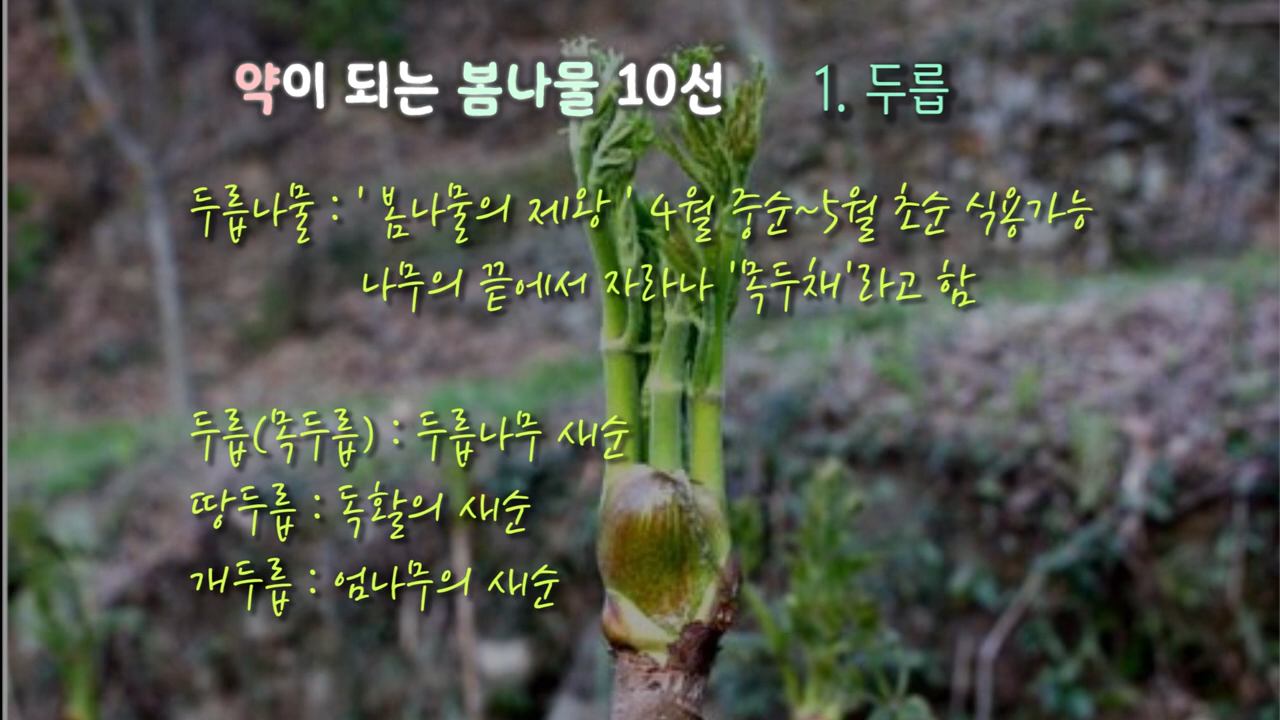 약이 되는 봄나물 10선 1. 두릅
두릅나물 : ' 봄나물의 제왕 ' 4월 중순~5월 초순 식용가능
나무의 끝에서 자라나 '목두채'라고 함
두릅(목두릅) : 두릅나무 새순
땅두릅 : 독활의 새순
개두릅 : 엄나무의 새순